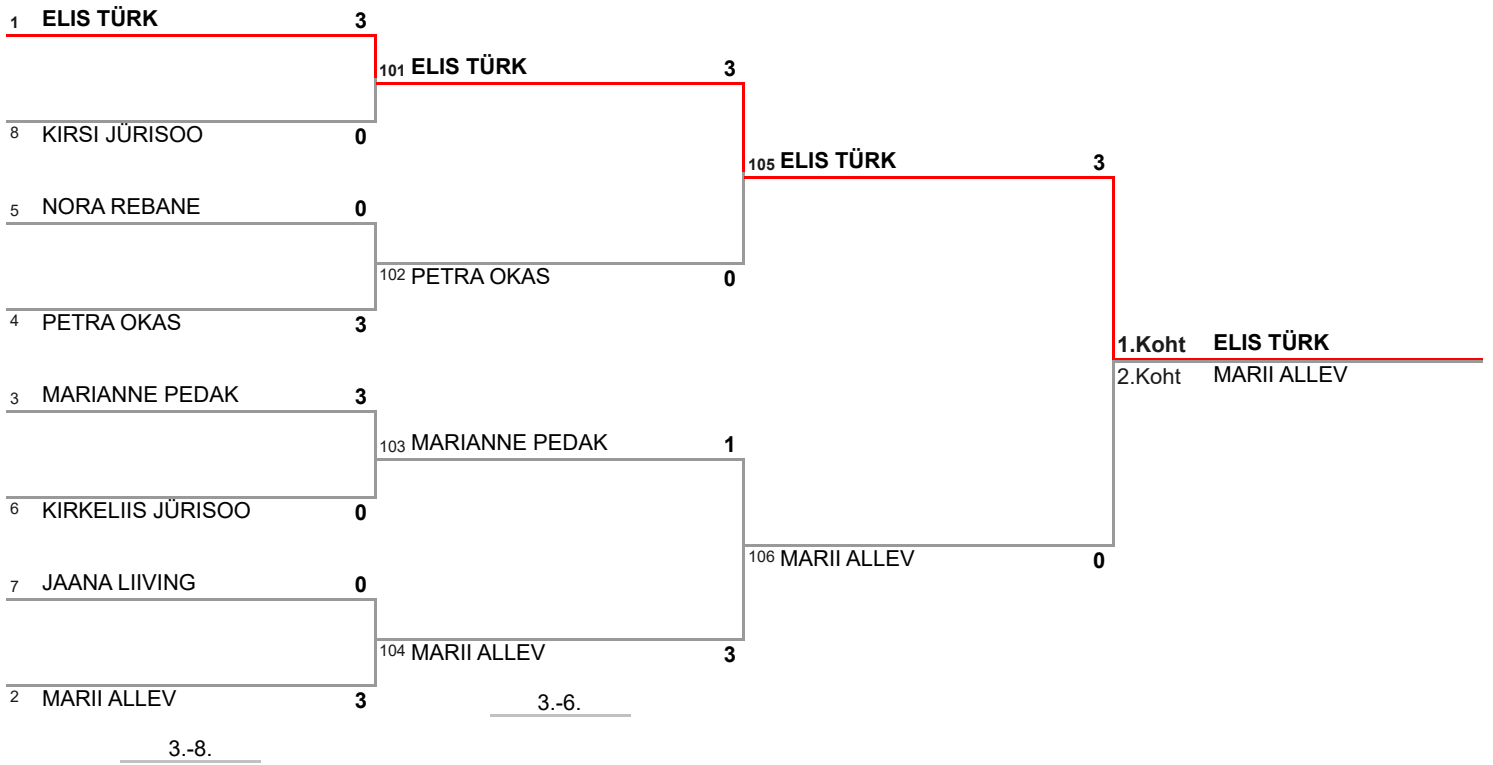 1 ELIS TÜRK 3
101 ELIS TÜRK 3
8 KIRSI JÜRISOO 0
105 ELIS TÜRK 3
5 NORA REBANE 0
102 PETRA OKAS 0
4 PETRA OKAS 3
1.Koht ELIS TÜRK
2.Koht MARII ALLEV
3 MARIANNE PEDAK 3
103 MARIANNE PEDAK 1
6 KIRKELIIS JÜRISOO 0
106 MARII ALLEV 0
7 JAANA LIIVING 0
104 MARII ALLEV 3
2 MARII ALLEV 3
3.-6.
3.-8.